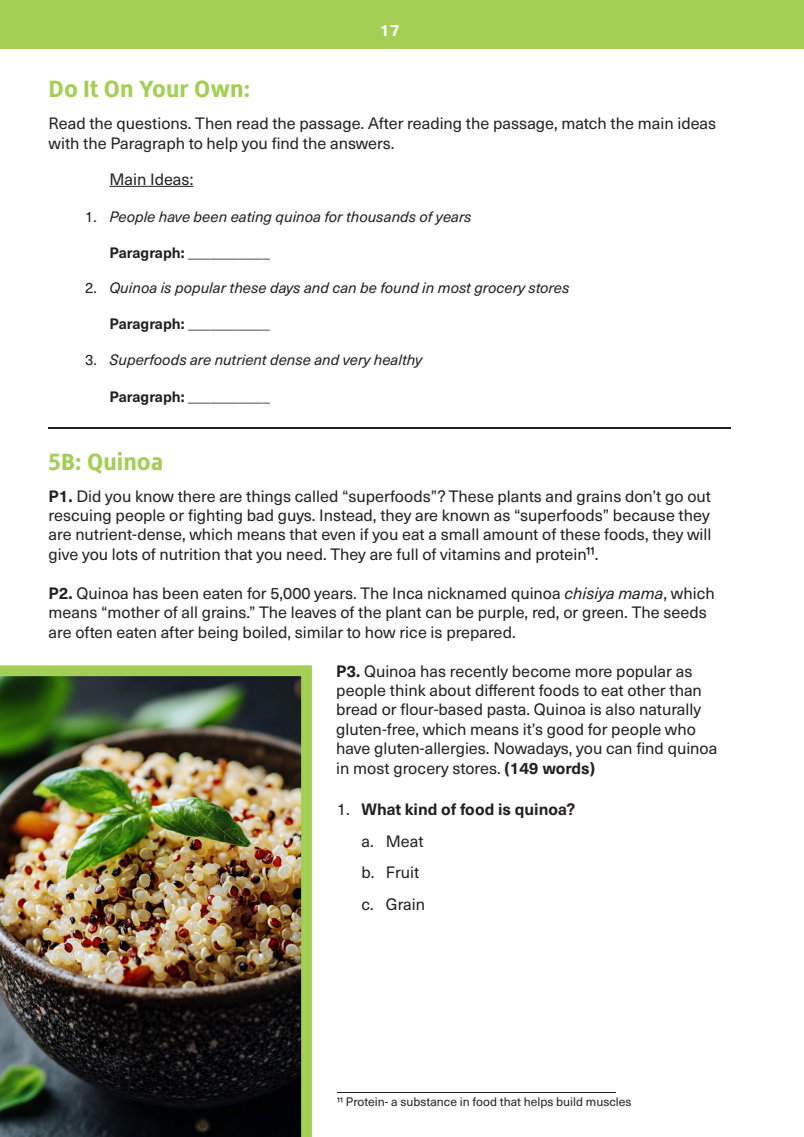 17
Do It On Your Own:
Read the questions. Then read the passage. After reading the passage, match the main ideas
with the Paragraph to help you find the answers.
Main Ideas:
1. People have been eating quinoa for thousands of years
Paragraph: __________
2. Quinoa is popular these days and can be found in most grocery stores
Paragraph: __________
3. Superfoods are nutrient dense and very healthy
Paragraph: __________
5B: Quinoa
P1. Did you know there are things called “superfoods”? These plants and grains don’t go out
rescuing people or fighting bad guys. Instead, they are known as “superfoods” because they
are nutrient-dense, which means that even if you eat a small amount of these foods, they will
give you lots of nutrition that you need. They are full of vitamins and protein¹¹.
P2. Quinoa has been eaten for 5,000 years. The Inca nicknamed quinoa chisiya mama, which
means “mother of all grains.” The leaves of the plant can be purple, red, or green. The seeds
are often eaten after being boiled, similar to how rice is prepared.
P3. Quinoa has recently become more popular as
people think about different foods to eat other than
bread or flour-based pasta. Quinoa is also naturally
gluten-free, which means it’s good for people who
have gluten-allergies. Nowadays, you can find quinoa
in most grocery stores. (149 words)
1. What kind of food is quinoa?
a. Meat
b. Fruit
c. Grain
¹¹ Protein- a substance in food that helps build muscles